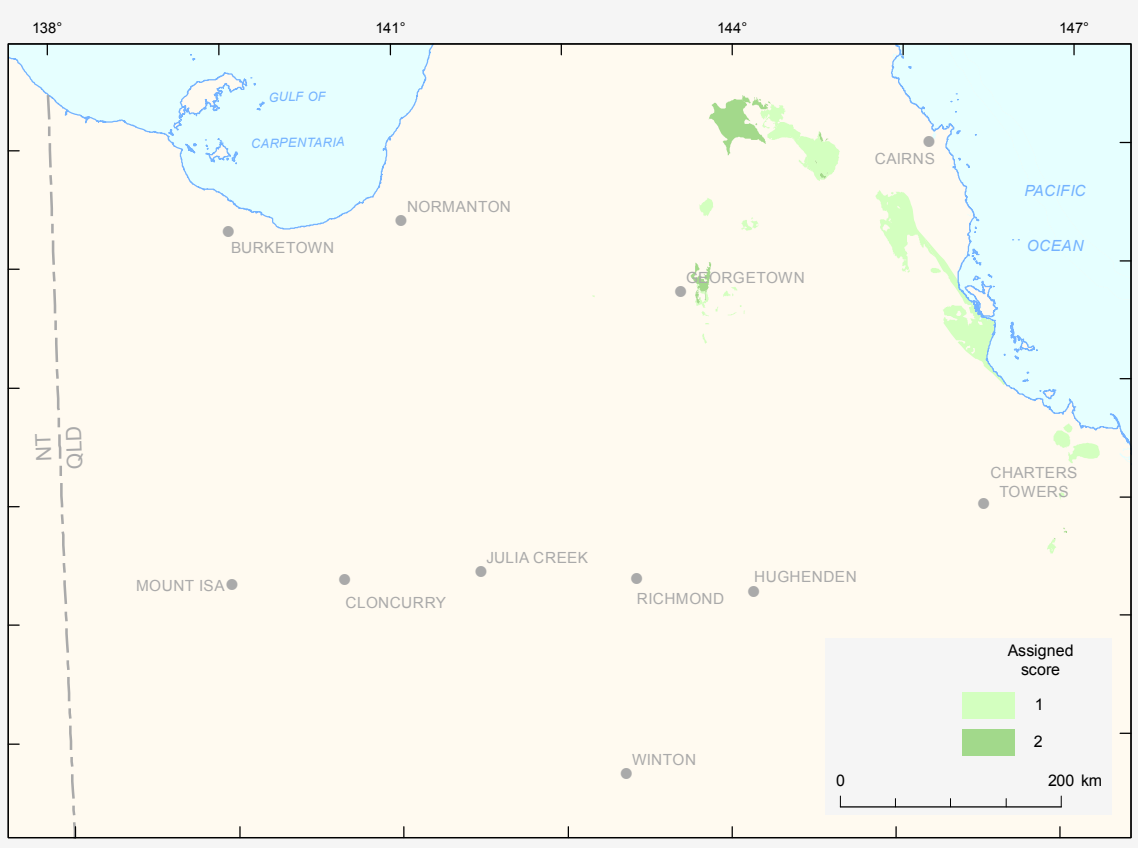 138°
141°
144°
147°
GULF OF
CARPENTARIA
CAIRNS
PACIFIC
OCEAN
NORMANTON
BURKETOWN
GEORGETOWN
NT
QLD
CHARTERS
TOWERS
JULIA CREEK
MOUNT ISA
CLONCURRY
RICHMOND
HUGHENDEN
WINTON
Assigned
score
1
2
0 200 km